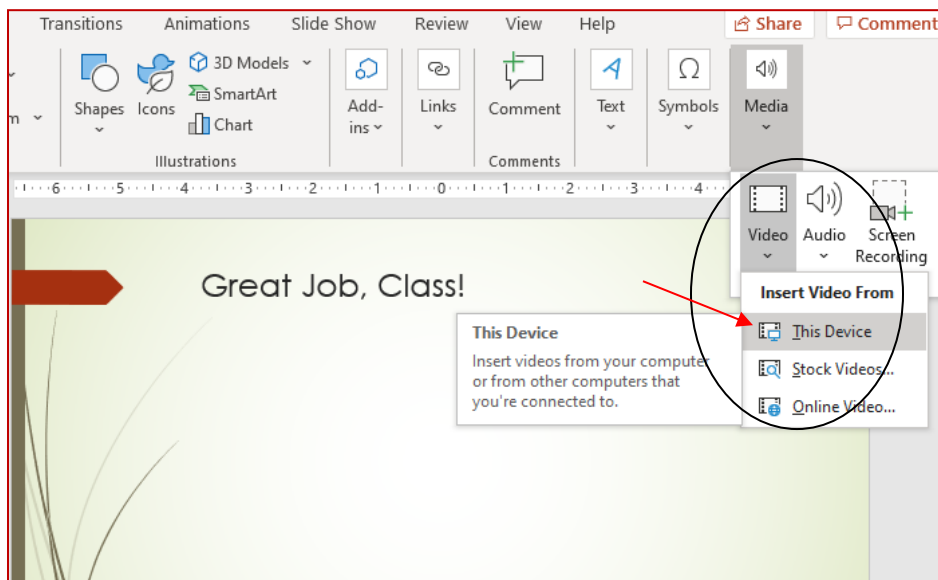 Transitions Animations Slide Show Review View Help Share Comment
3D Models
SmartArt
Chart
Shapes Icons Add-ins Links Comment Text Symbols Media
m
Illustrations Comments
6 5 4 3 2 1 0 1 2 3 4
Video Audio Screen Recording
Great Job, Class!
Insert Video From
This Device
Stock Videos...
Online Video...
This Device
Insert videos from your computer
or from other computers that
you're connected to.